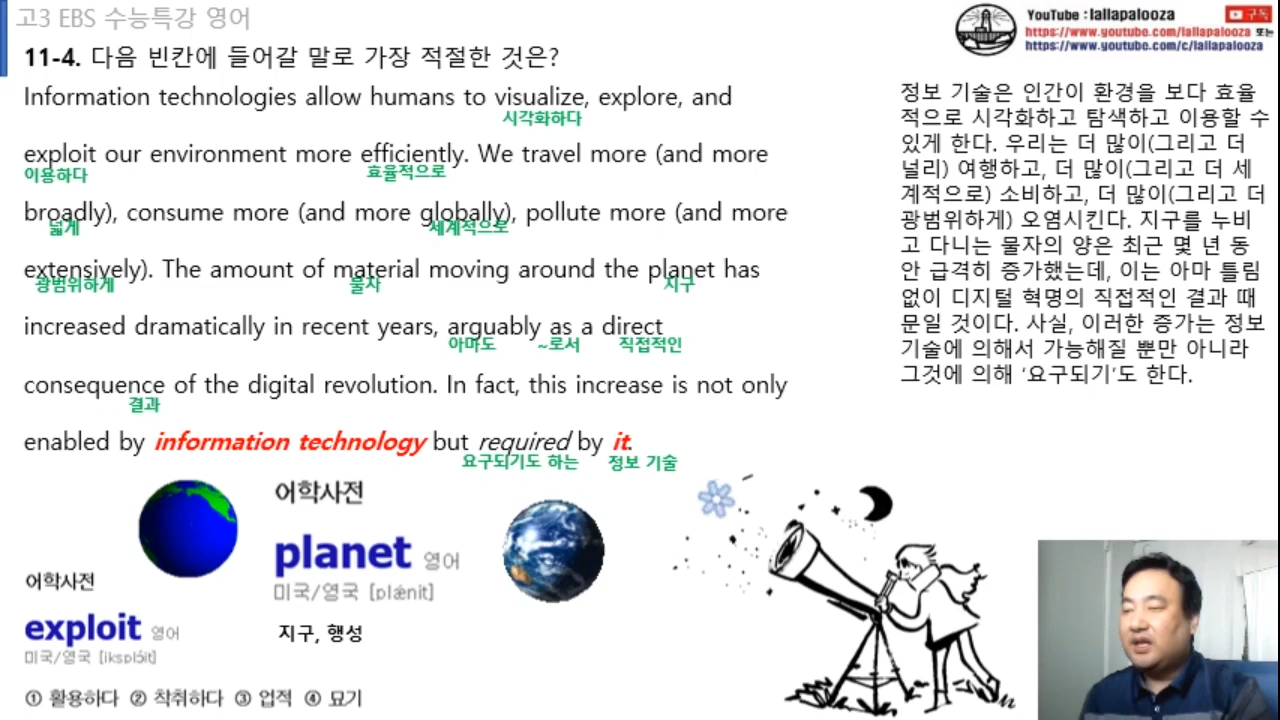 고3 EBS 수능특강 영어
YouTube : lallapalooza
구독
https://www.youtube.com/lallapalooza 또는
https://www.youtube.com/c/lallapalooza
11-4. 다음 빈칸에 들어갈 말로 가장 적절한 것은?
Information technologies allow humans to visualize, explore, and
시각화하다
exploit our environment more efficiently. We travel more (and more
이용하다 효율적으로
broadly), consume more (and more globally), pollute more (and more
넓게 세계적으로
extensively). The amount of material moving around the planet has
광범위하게 물자 지구
increased dramatically in recent years, arguably as a direct
아마도 ~로서 직접적인
consequence of the digital revolution. In fact, this increase is not only
결과
enabled by information technology but required by it.
요구되기도 하는 정보 기술
정보 기술은 인간이 환경을 보다 효율
적으로 시각화하고 탐색하고 이용할 수
있게 한다. 우리는 더 많이(그리고 더
널리) 여행하고, 더 많이(그리고 더 세
계적으로) 소비하고, 더 많이(그리고 더
광범위하게) 오염시킨다. 지구를 누비
고 다니는 물자의 양은 최근 몇 년 동
안 급격히 증가했는데, 이는 아마 틀림
없이 디지털 혁명의 직접적인 결과 때
문일 것이다. 사실, 이러한 증가는 정보
기술에 의해서 가능해질 뿐만 아니라
그것에 의해 ‘요구되기’도 한다.
어학사전
planet 영어
미국/영국 [plǽnit]
지구, 행성
어학사전
exploit 영어
미국/영국 [iksplɔ́it]
① 활용하다 ② 착취하다 ③ 업적 ④ 묘기